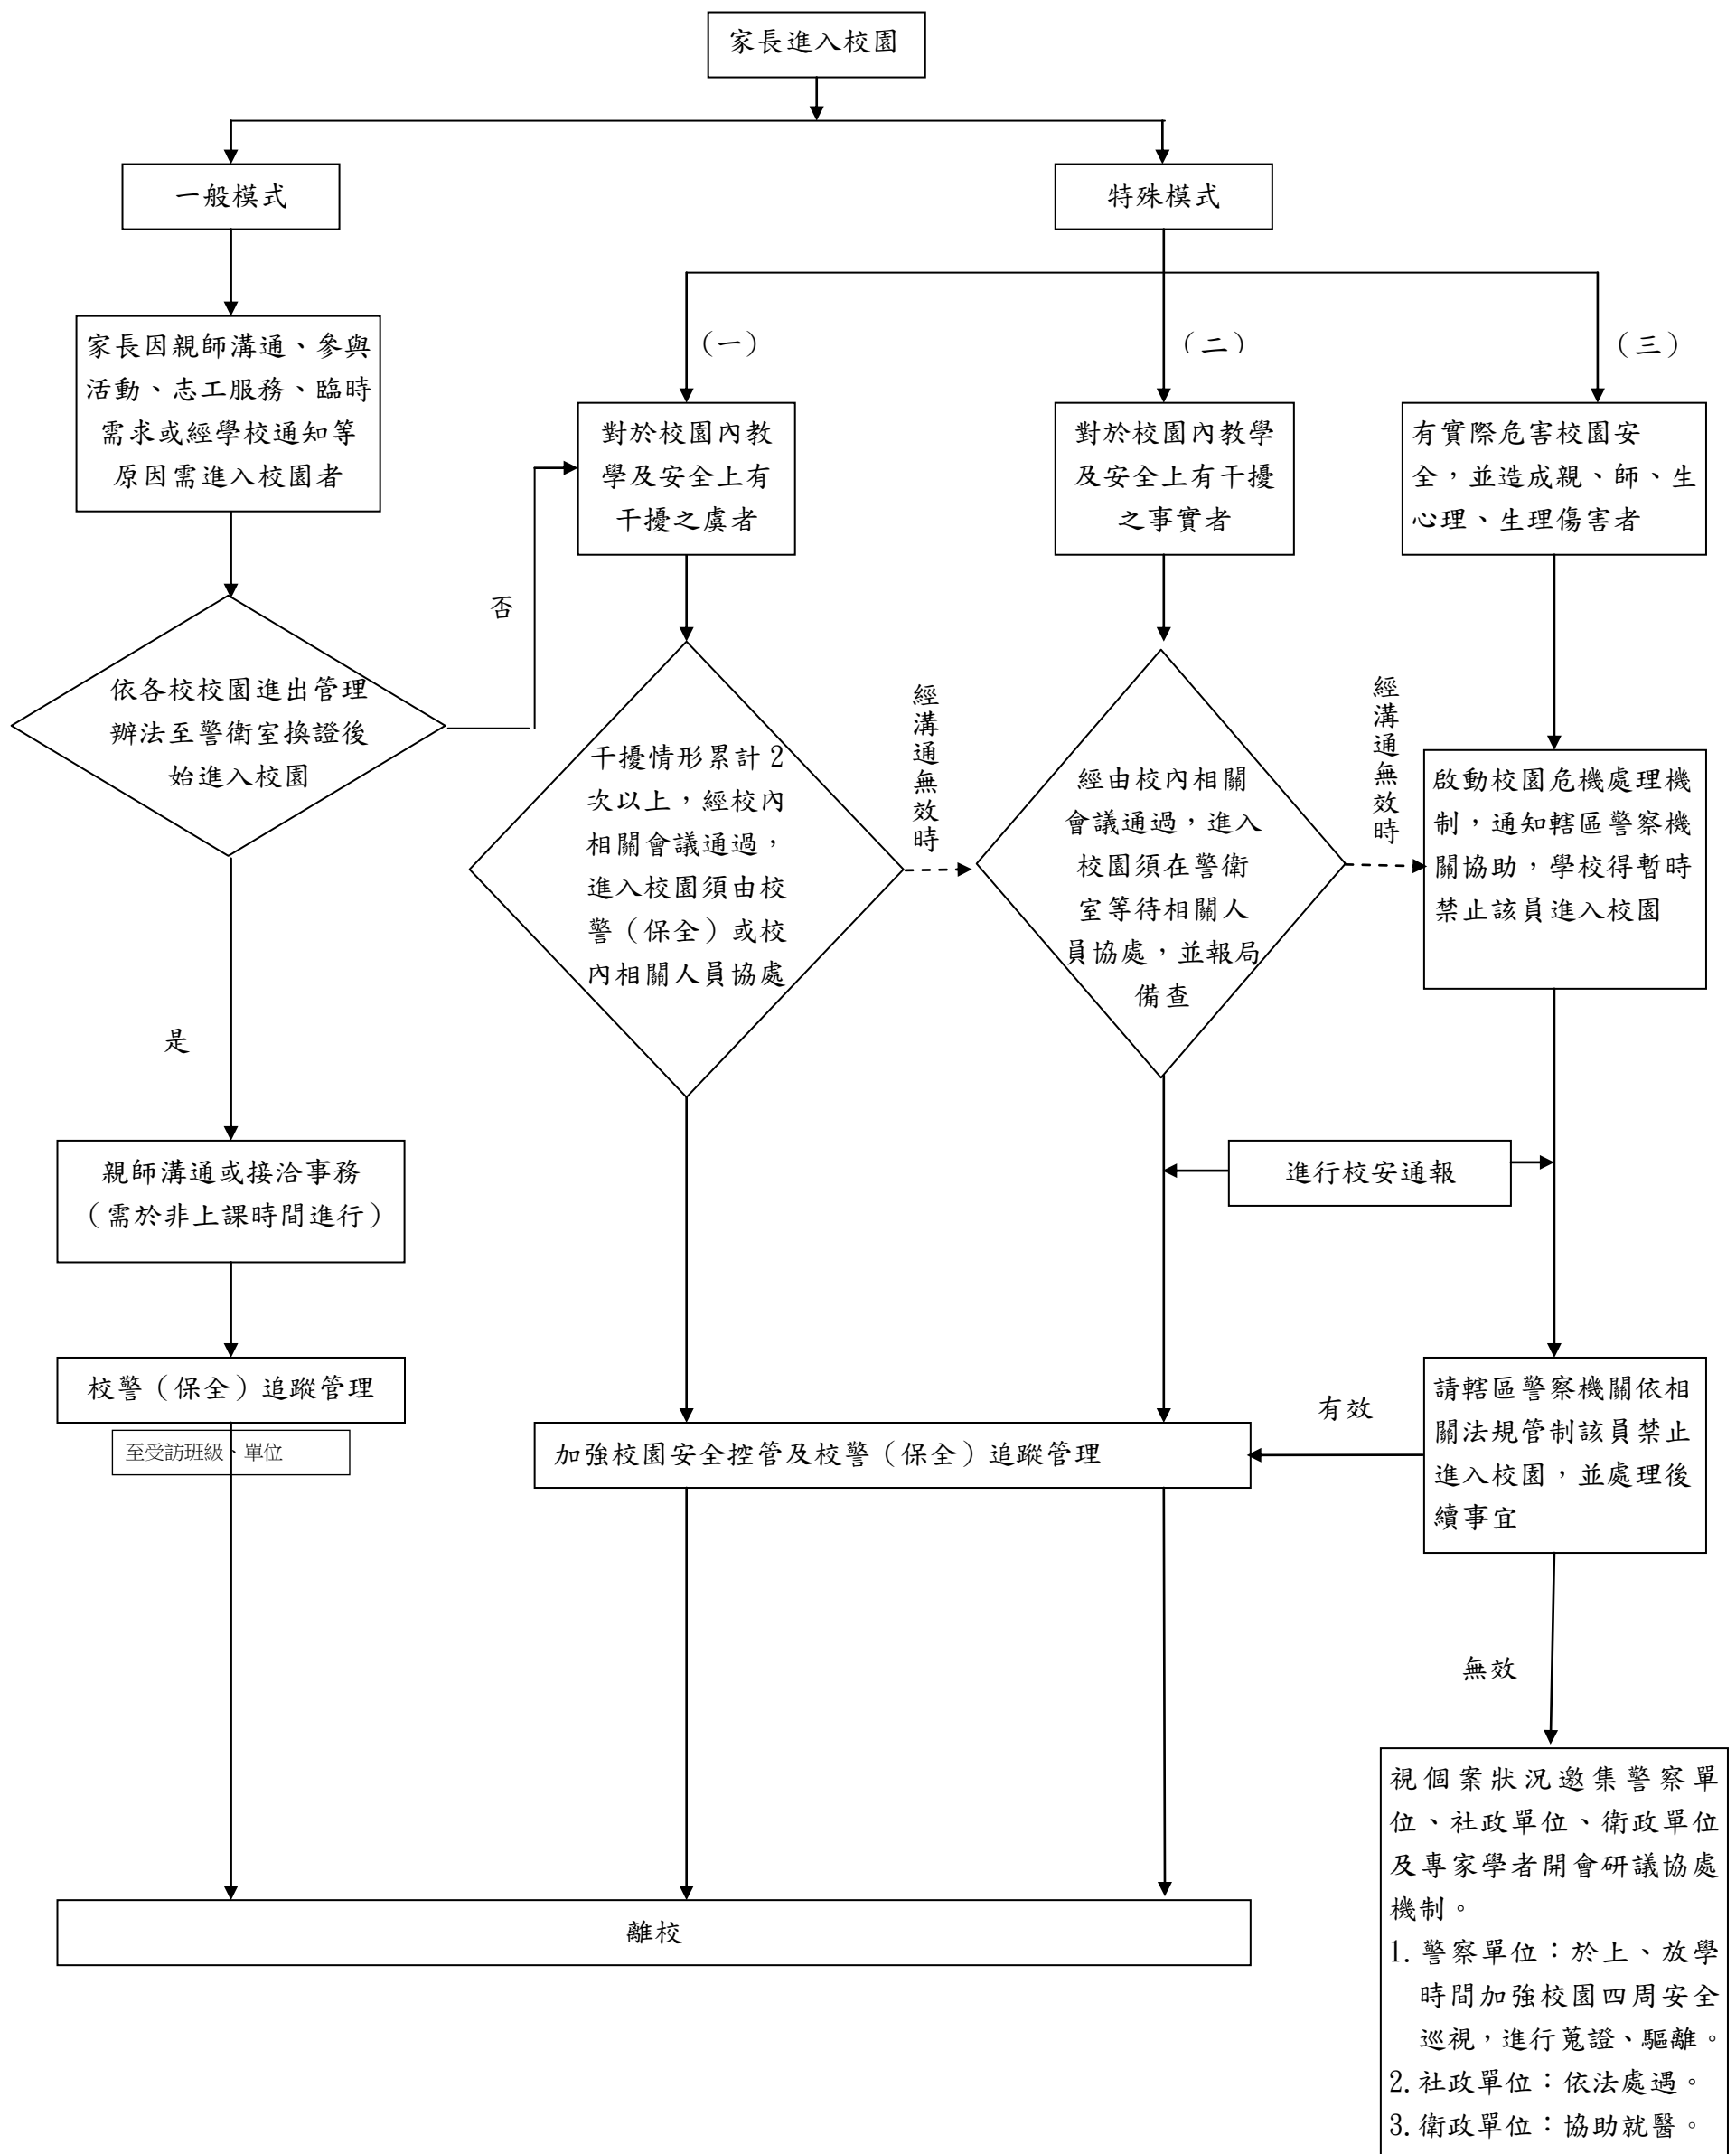 家長進入校園
一般模式
特殊模式
家長因親師溝通、參與
活動、志工服務、臨時
需求或經學校通知等
原因需進入校園者
(一)
(二)
(三)
對於校園內教
學及安全上有
干擾之虞者
對於校園內教學
及安全上有干擾
之事實者
有實際危害校園安
全，並造成親、師、生
心理、生理傷害者
否
依各校校園進出管理
辦法至警衛室換證後
始進入校園
干擾情形累計2
次以上，經校內
相關會議通過，
進入校園須由校
警（保全）或校
內相關人員協處
經溝通無效時
經由校內相關
會議通過，進入
校園須在警衛
室等待相關人
員協處，並報局
備查
經溝通無效時
啟動校園危機處理機
制，通知轄區警察機
關協助，學校得暫時
禁止該員進入校園
是
親師溝通或接洽事務
（需於非上課時間進行）
進行校安通報
校警（保全）追蹤管理
至受訪班級、單位
加強校園安全控管及校警（保全）追蹤管理
有效
請轄區警察機關依相
關法規管制該員禁止
進入校園，並處理後
續事宜
無效
離校
視個案狀況邀集警察單
位、社政單位、衛政單位
及專家學者開會研議協處
機制。
1.警察單位：於上、放學
時間加強校園四周安全
巡視，進行蒐證、驅離。
2.社政單位：依法處遇。
3.衛政單位：協助就醫。